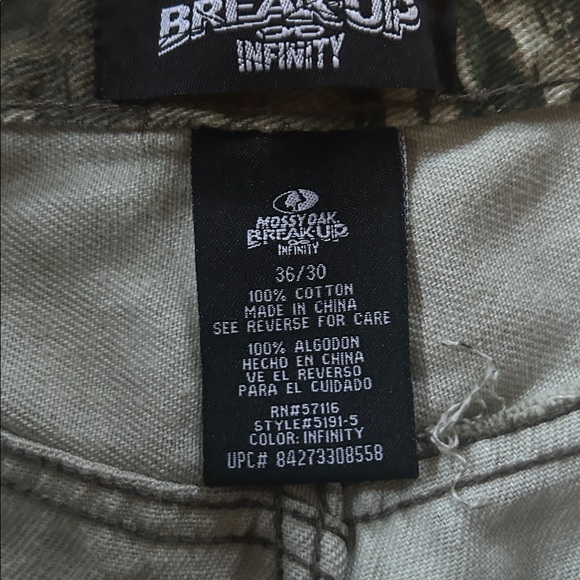 BREAK-UP
INFINITY
MOSSY OAK.
BREAK-UP
INFINITY
36/30
100% COTTON
MADE IN CHINA
SEE REVERSE FOR CARE
100% ALGODON
HECHO EN CHINA
VE EL REVERSO
PARA EL CUIDADO
RN#57116
STYLE#5191-5
COLOR: INFINITY
UPC# 84273308558